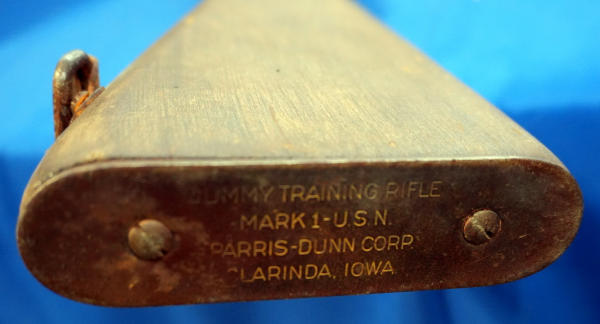 DUMMY TRAINING RIFLE
MARK 1-U.S.N.
PARRIS-DUNN CORP
CLARINDA, IOWA